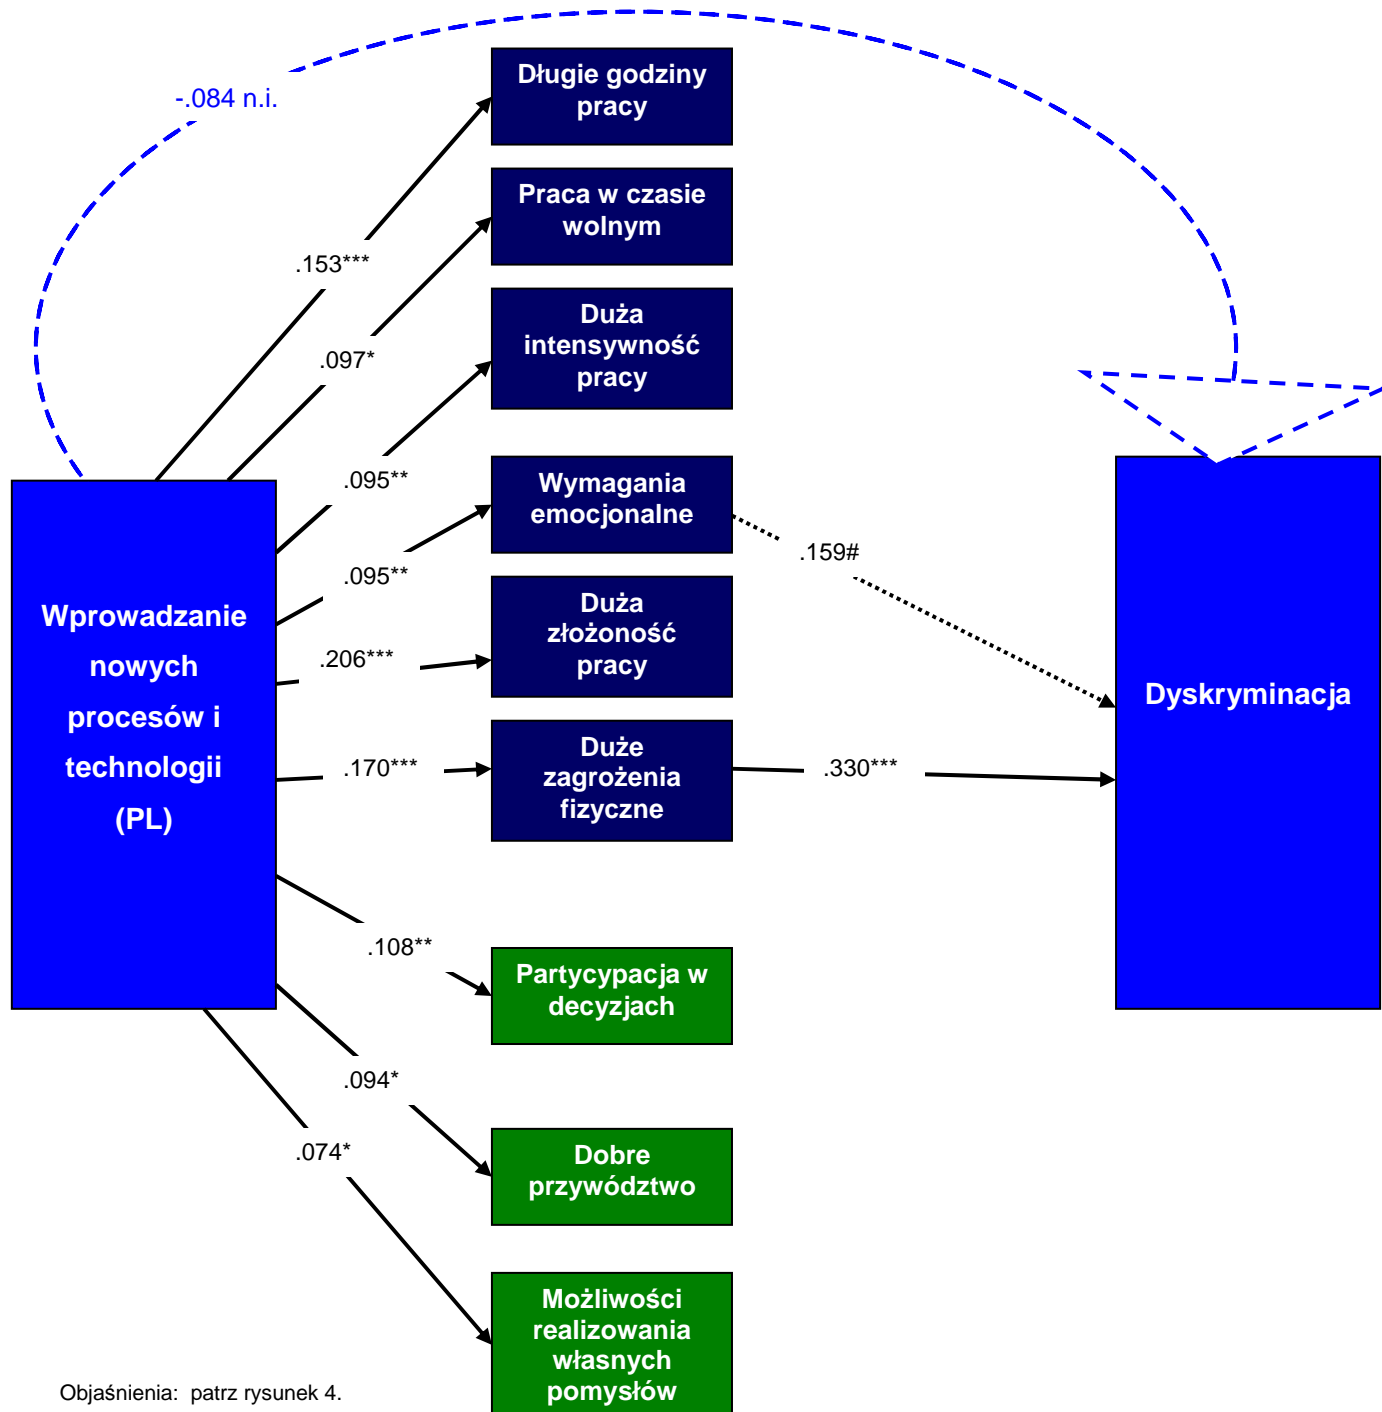 -.084 n.i.
Długie godziny
pracy
Praca w czasie
wolnym
.153***
Duża
intensywność
pracy
.097*
.095**
Wymagania
emocjonalne
.159#
.095**
Duża
złożoność
pracy
Wprowadzanie
nowych
procesów i
technologii
(PL)
.206***
Dyskryminacja
Duże
zagrożenia
fizyczne
.170***
.330***
.108**
Partycypacja w
decyzjach
.094*
Dobre
przywództwo
.074*
Możliwości
realizowania
własnych
pomysłów
Objaśnienia: patrz rysunek 4.